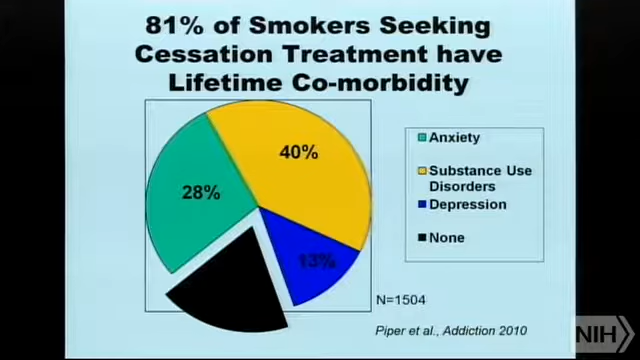 81% of Smokers Seeking
Cessation Treatment have
Lifetime Co-morbidity
40%
28%
13%
Anxiety
Substance Use
Disorders
Depression
None
N=1504
Piper et al., Addiction 2010
NIH